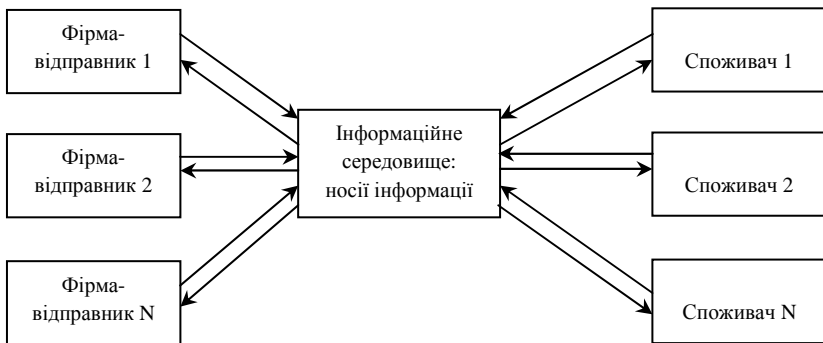 Фірма-
відправник 1
Споживач 1
Інформаційне
середовище:
носії інформації
Фірма-
відправник 2
Споживач 2
Фірма-
відправник N
Споживач N